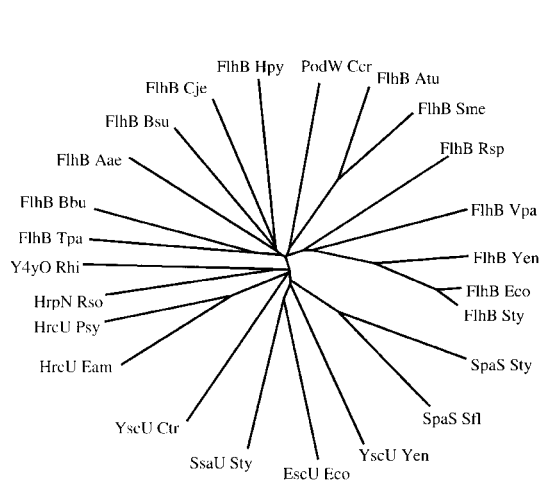 FlhB Hpy
PodW Ccr
FlhB Atu
FlhB Cje
FlhB Sme
FlhB Bsu
FlhB Rsp
FlhB Aae
FlhB Bbu
FlhB Vpa
FlhB Tpa
FlhB Yen
Y4yO Rhi
FlhB Eco
HrpN Rso
FlhB Sty
HrcU Psy
SpaS Sty
HrcU Eam
SpaS Sfl
YscU Ctr
YscU Yen
SsaU Sty
EscU Eco